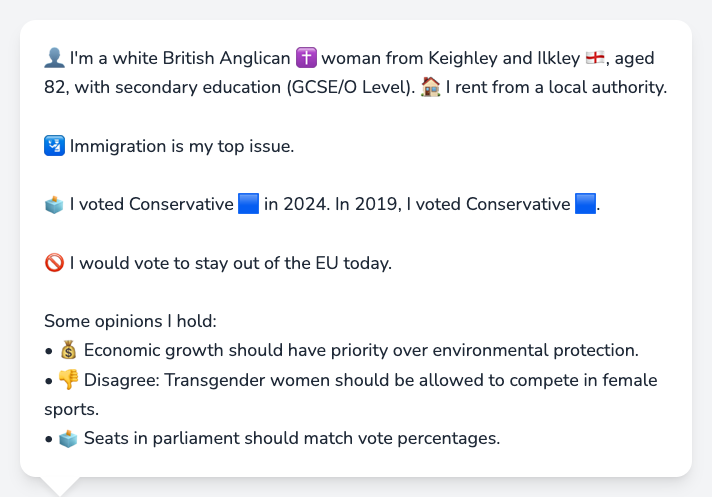 👤 I'm a white British Anglican ✝️ woman from Keighley and Ilkley 🏴󠁧󠁢󠁥󠁮󠁧󠁿, aged
82, with secondary education (GCSE/O Level). 🏠 I rent from a local authority.
🛂 Immigration is my top issue.
🗳️ I voted Conservative 🟦 in 2024. In 2019, I voted Conservative 🟦.
🚫 I would vote to stay out of the EU today.
Some opinions I hold:
• 💰 Economic growth should have priority over environmental protection.
• 👎 Disagree: Transgender women should be allowed to compete in female
sports.
• 🗳️ Seats in parliament should match vote percentages.